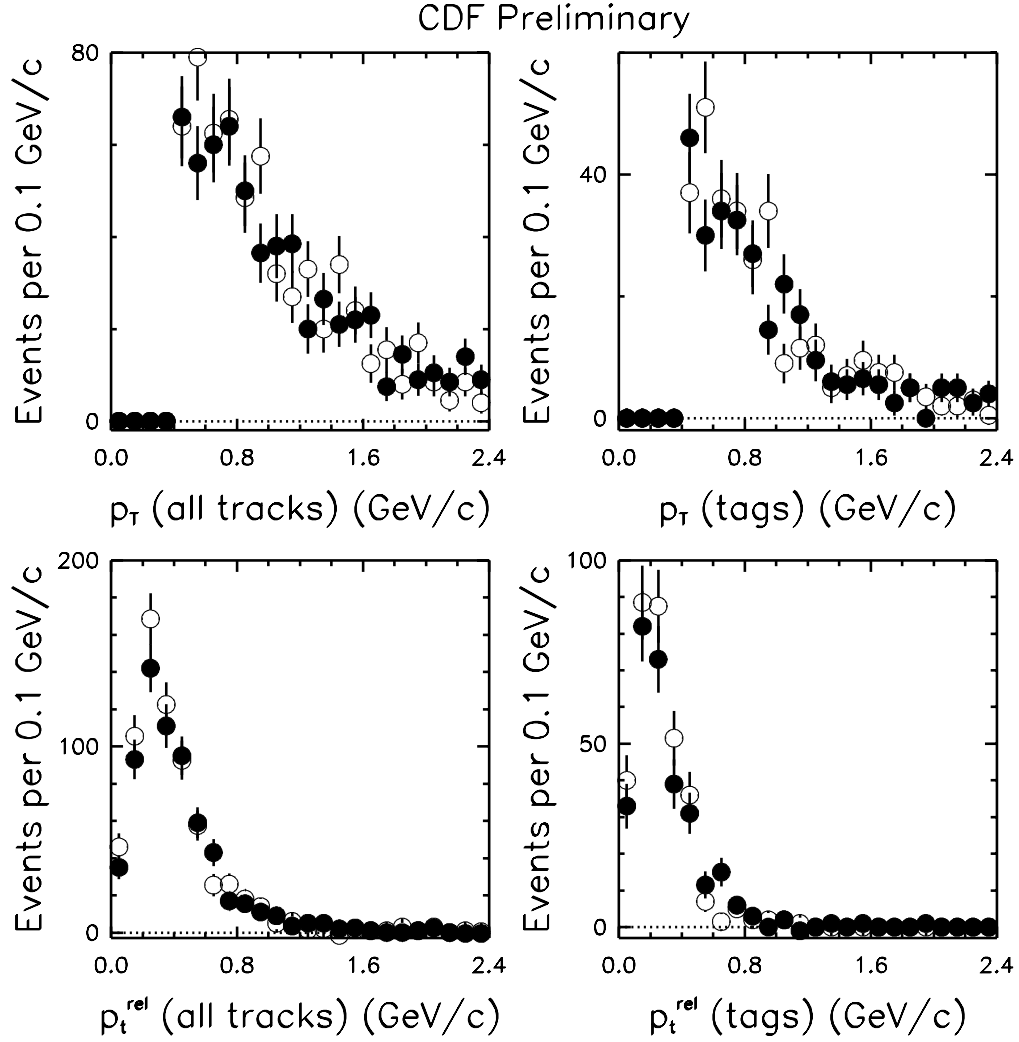 CDF Preliminary
80
0
Events per 0.1 GeV/c
0.0 0.8 1.6 2.4
p_T (all tracks) (GeV/c)
40
0
Events per 0.1 GeV/c
0.0 0.8 1.6 2.4
p_T (tags) (GeV/c)
200
100
0
Events per 0.1 GeV/c
0.0 0.8 1.6 2.4
p_t^rel (all tracks) (GeV/c)
100
50
0
Events per 0.1 GeV/c
0.0 0.8 1.6 2.4
p_t^rel (tags) (GeV/c)